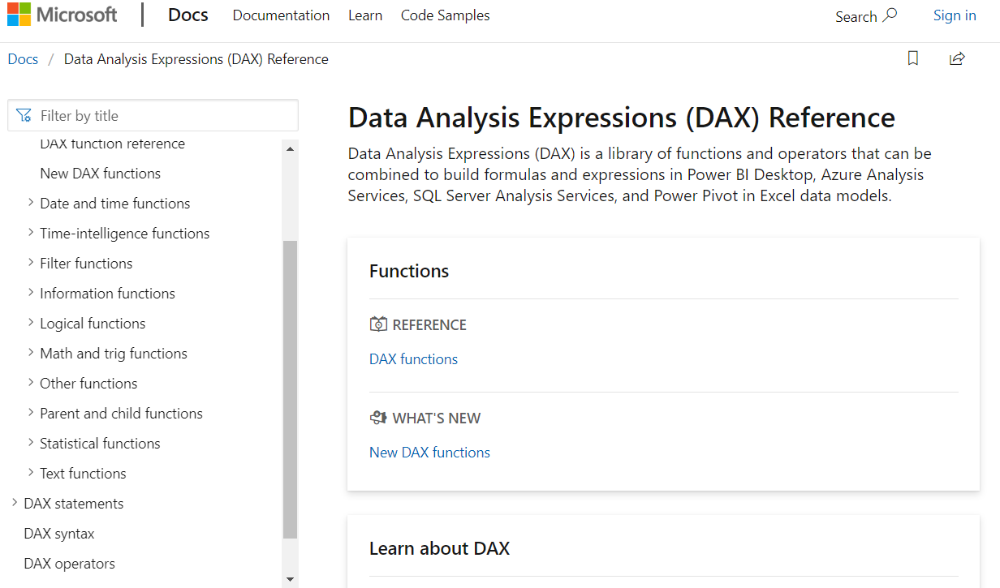 Microsoft
Docs
Documentation
Learn
Code Samples
Search
Sign in
Docs / Data Analysis Expressions (DAX) Reference
Filter by title
DAX function reference
New DAX functions
Date and time functions
Time-intelligence functions
Filter functions
Information functions
Logical functions
Math and trig functions
Other functions
Parent and child functions
Statistical functions
Text functions
DAX statements
DAX syntax
DAX operators
Data Analysis Expressions (DAX) Reference
Data Analysis Expressions (DAX) is a library of functions and operators that can be
combined to build formulas and expressions in Power BI Desktop, Azure Analysis
Services, SQL Server Analysis Services, and Power Pivot in Excel data models.
Functions
REFERENCE
DAX functions
WHAT'S NEW
New DAX functions
Learn about DAX